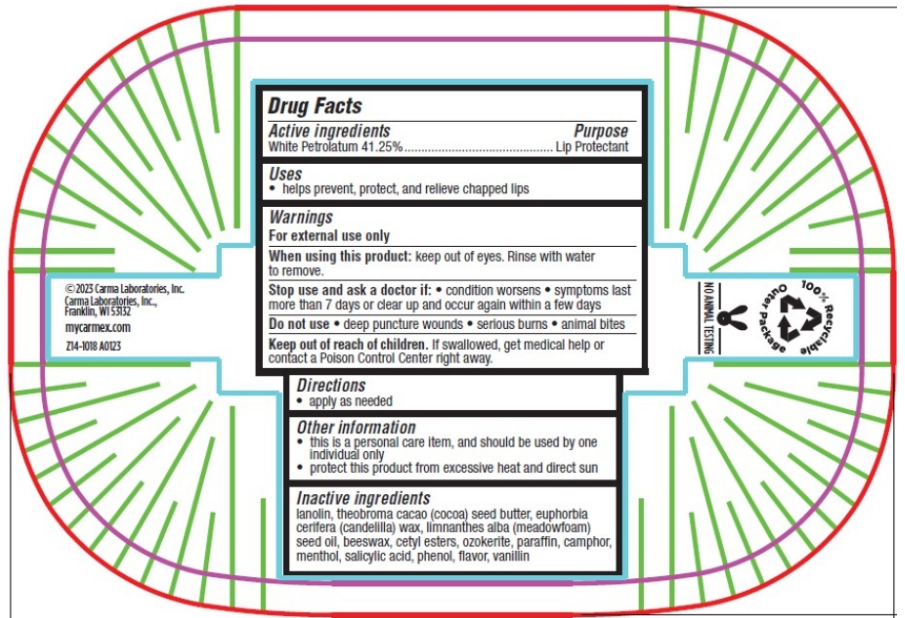 Drug Facts
Active ingredients Purpose
White Petrolatum 41.25%............................................. Lip Protectant
Uses
• helps prevent, protect, and relieve chapped lips
Warnings
For external use only
When using this product: keep out of eyes. Rinse with water
to remove.
Stop use and ask a doctor if: • condition worsens • symptoms last
more than 7 days or clear up and occur again within a few days
Do not use • deep puncture wounds • serious burns • animal bites
Keep out of reach of children. If swallowed, get medical help or
contact a Poison Control Center right away.
Directions
• apply as needed
Other information
• this is a personal care item, and should be used by one
individual only
• protect this product from excessive heat and direct sun
Inactive ingredients
lanolin, theobroma cacao (cocoa) seed butter, euphorbia
cerifera (candelilla) wax, limnanthes alba (meadowfoam)
seed oil, beeswax, cetyl esters, ozokerite, paraffin, camphor,
menthol, salicylic acid, phenol, flavor, vanillin
©2023 Carma Laboratories, Inc.
Carma Laboratories, Inc.,
Franklin, WI 53132
mycarmex.com
Z14-1018 A0123
NO ANIMAL TESTING
100% Recyclable
Outer Package